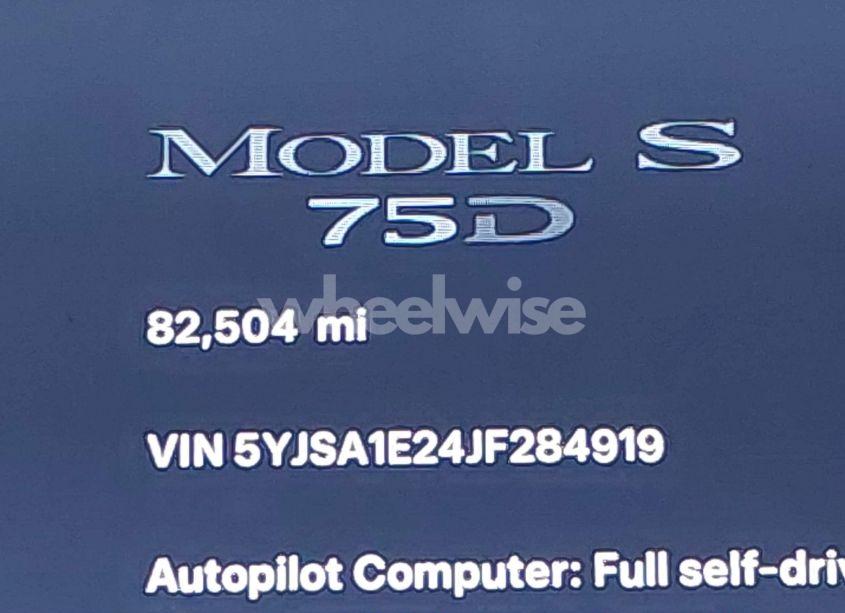 MODEL S
75D
wheelwise
82,504 mi
VIN 5YJSA1E24JF284919
Autopilot Computer: Full self-driv